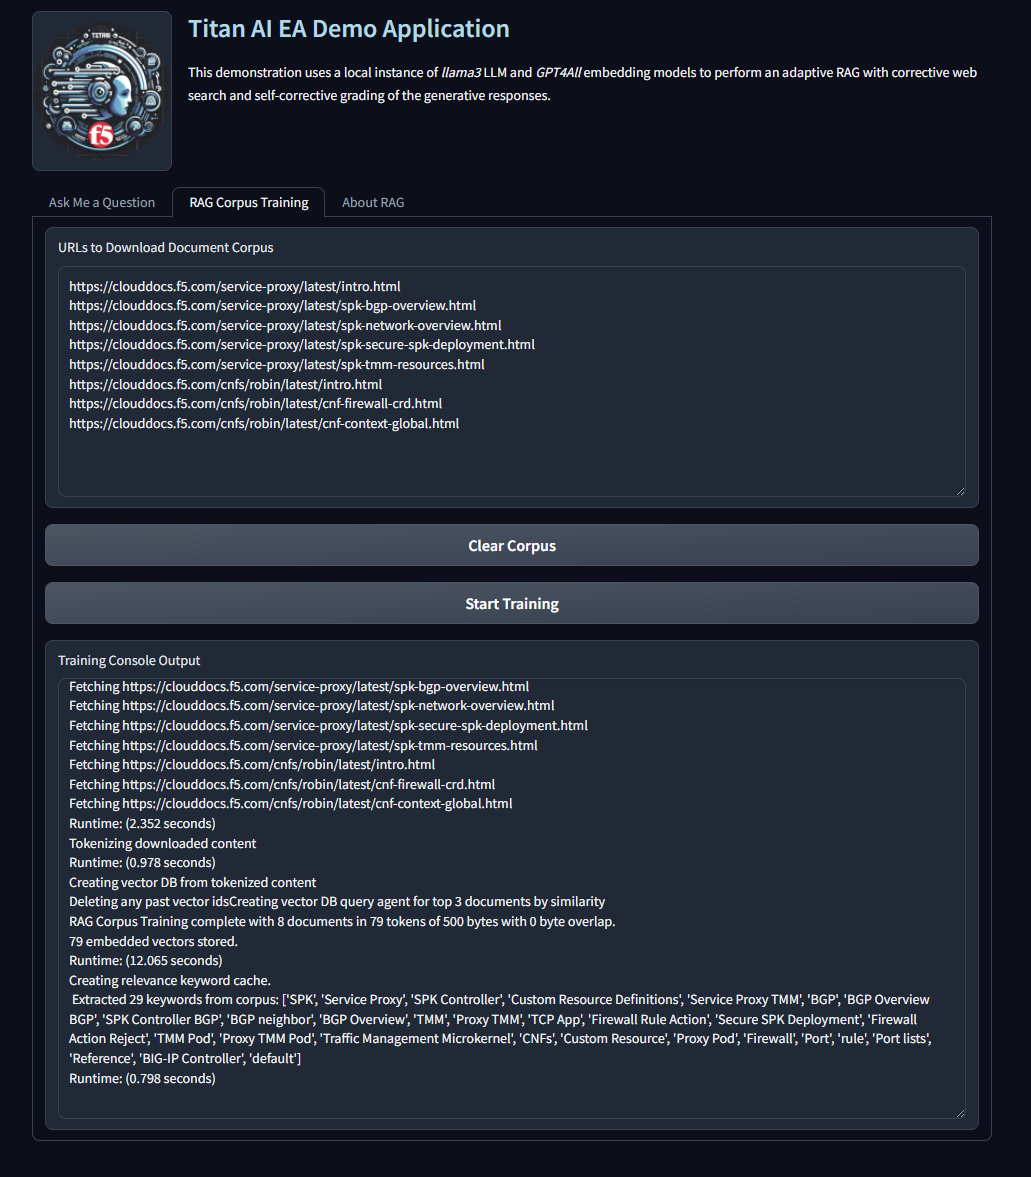 TITAN
f5
Titan AI EA Demo Application
This demonstration uses a local instance of llama3 LLM and GPT4All embedding models to perform an adaptive RAG with corrective web
search and self-corrective grading of the generative responses.
Ask Me a Question
RAG Corpus Training
About RAG
URLs to Download Document Corpus
https://clouddocs.f5.com/service-proxy/latest/intro.html
https://clouddocs.f5.com/service-proxy/latest/spk-bgp-overview.html
https://clouddocs.f5.com/service-proxy/latest/spk-network-overview.html
https://clouddocs.f5.com/service-proxy/latest/spk-secure-spk-deployment.html
https://clouddocs.f5.com/service-proxy/latest/spk-tmm-resources.html
https://clouddocs.f5.com/cnfs/robin/latest/intro.html
https://clouddocs.f5.com/cnfs/robin/latest/cnf-firewall-crd.html
https://clouddocs.f5.com/cnfs/robin/latest/cnf-context-global.html
Clear Corpus
Start Training
Training Console Output
Fetching https://clouddocs.f5.com/service-proxy/latest/spk-bgp-overview.html
Fetching https://clouddocs.f5.com/service-proxy/latest/spk-network-overview.html
Fetching https://clouddocs.f5.com/service-proxy/latest/spk-secure-spk-deployment.html
Fetching https://clouddocs.f5.com/service-proxy/latest/spk-tmm-resources.html
Fetching https://clouddocs.f5.com/cnfs/robin/latest/intro.html
Fetching https://clouddocs.f5.com/cnfs/robin/latest/cnf-firewall-crd.html
Fetching https://clouddocs.f5.com/cnfs/robin/latest/cnf-context-global.html
Runtime: (2.352 seconds)
Tokenizing downloaded content
Runtime: (0.978 seconds)
Creating vector DB from tokenized content
Deleting any past vector idsCreating vector DB query agent for top 3 documents by similarity
RAG Corpus Training complete with 8 documents in 79 tokens of 500 bytes with 0 byte overlap.
79 embedded vectors stored.
Runtime: (12.065 seconds)
Creating relevance keyword cache.
Extracted 29 keywords from corpus: ['SPK', 'Service Proxy', 'SPK Controller', 'Custom Resource Definitions', 'Service Proxy TMM', 'BGP', 'BGP Overview
BGP', 'SPK Controller BGP', 'BGP neighbor', 'BGP Overview', 'TMM', 'Proxy TMM', 'TCP App', 'Firewall Rule Action', 'Secure SPK Deployment', 'Firewall
Action Reject', 'TMM Pod', 'Proxy TMM Pod', 'Traffic Management Microkernel', 'CNFs', 'Custom Resource', 'Proxy Pod', 'Firewall', 'Port', 'rule', 'Port lists',
'Reference', 'BIG-IP Controller', 'default']
Runtime: (0.798 seconds)